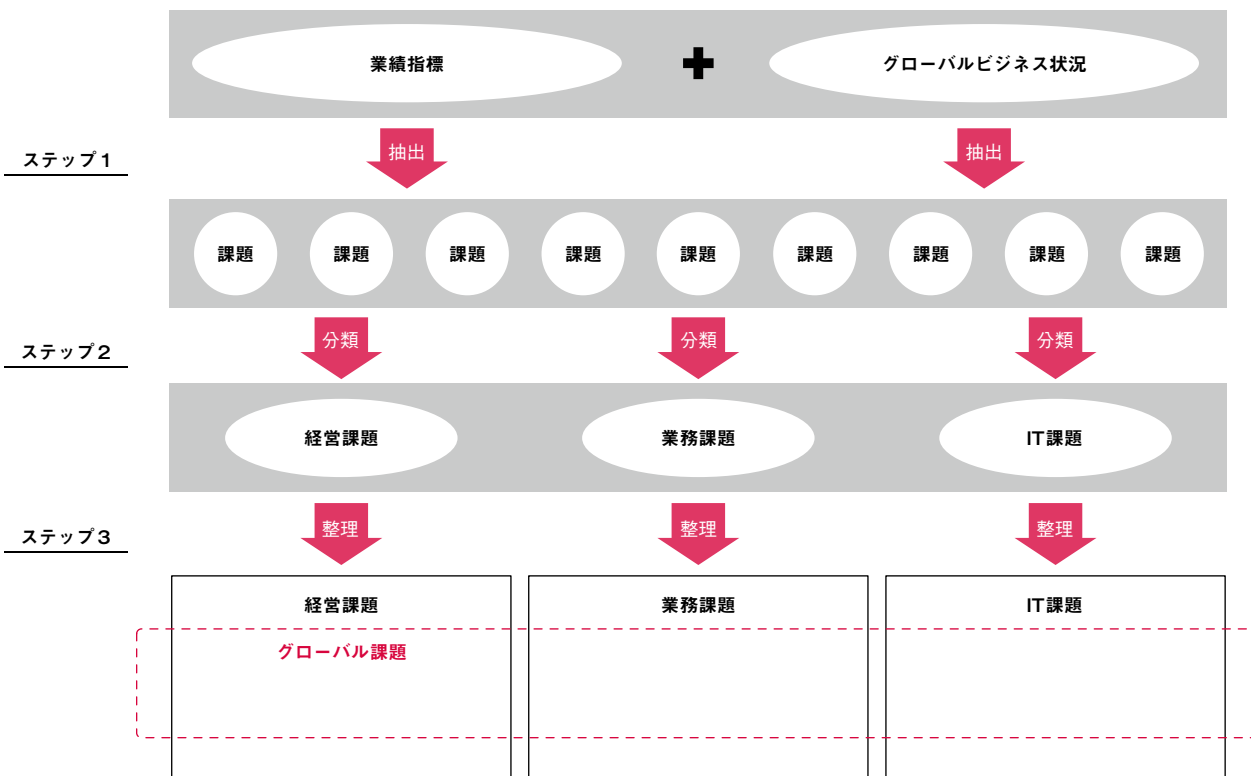 業績指標
グローバルビジネス状況
ステップ1
抽出
抽出
課題
課題
課題
課題
課題
課題
課題
課題
課題
ステップ2
分類
分類
分類
経営課題
業務課題
IT課題
ステップ3
整理
整理
整理
経営課題
業務課題
IT課題
グローバル課題